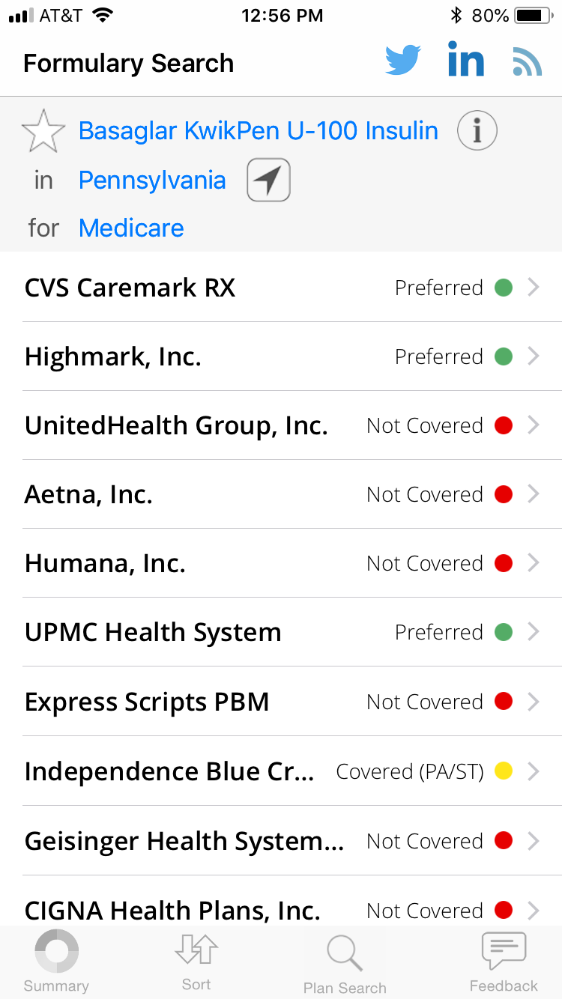 AT&T 12:56 PM 80%
Formulary Search in
Basaglar KwikPen U-100 Insulin i
in Pennsylvania
for Medicare
CVS Caremark RX Preferred
Highmark, Inc. Preferred
UnitedHealth Group, Inc. Not Covered
Aetna, Inc. Not Covered
Humana, Inc. Not Covered
UPMC Health System Preferred
Express Scripts PBM Not Covered
Independence Blue Cr... Covered (PA/ST)
Geisinger Health System... Not Covered
CIGNA Health Plans, Inc. Not Covered
Summary Sort Plan Search Feedback